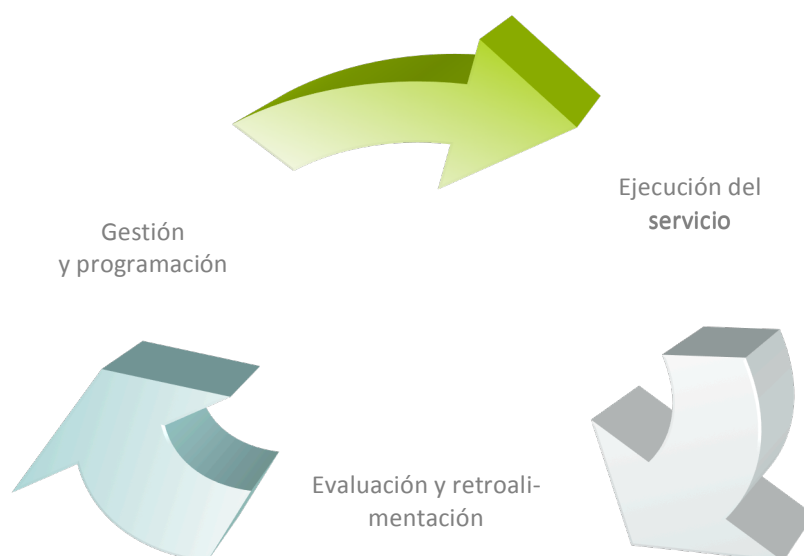 Ejecución del
servicio
Gestión
y programación
Evaluación y retroali-
mentación